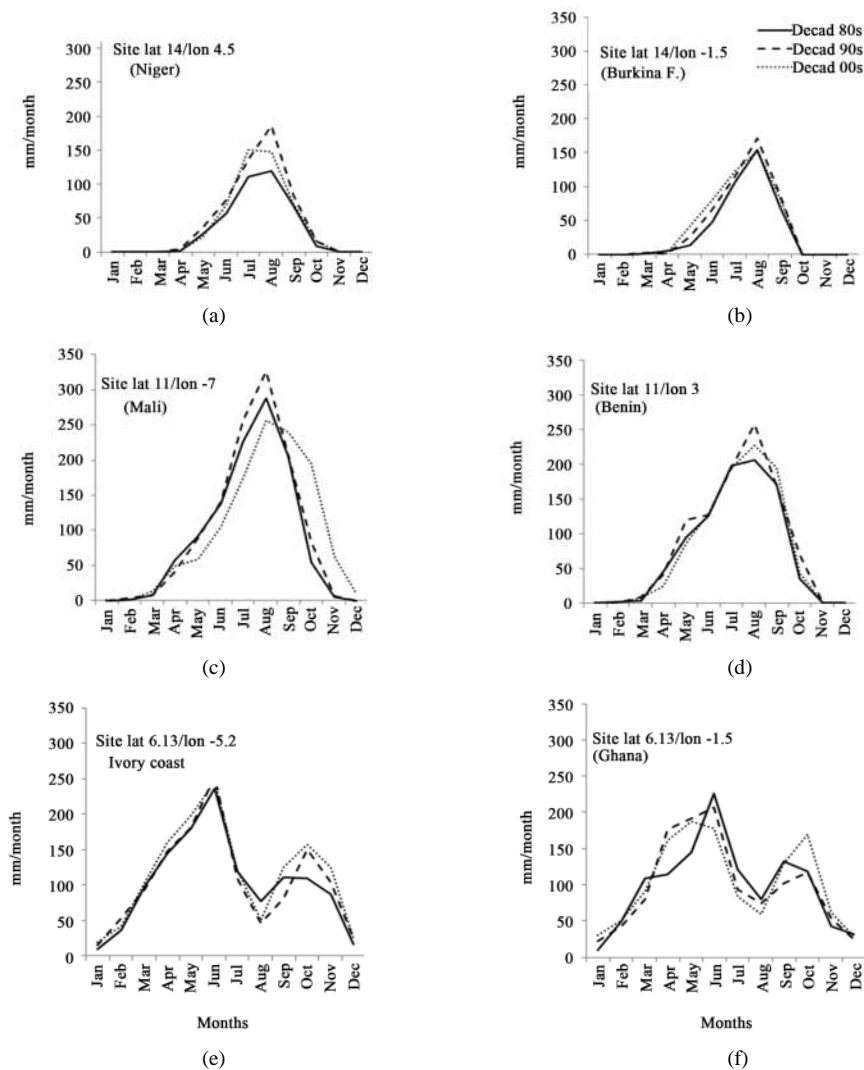 300
250
200
150
100
50
0
mm/month
Site lat 14/lon 4.5
(Niger)
Jan Feb Mar Apr May Jun Jul Aug Sep Oct Nov Dec
(a)
350
300
250
200
150
100
50
0
mm/month
Site lat 14/lon -1.5
(Burkina F.)
Decad 80s
Decad 90s
Decad 00s
Jan Feb Mar Apr May Jun Jul Aug Sep Oct Nov Dec
(b)
350
300
250
200
150
100
50
0
mm/month
Site lat 11/lon -7
(Mali)
Jan Feb Mar Apr May Jun Jul Aug Sep Oct Nov Dec
(c)
350
300
250
200
150
100
50
0
mm/month
Site lat 11/lon 3
(Benin)
Jan Feb Mar Apr May Jun Jul Aug Sep Oct Nov Dec
(d)
350
300
250
200
150
100
50
0
mm/month
Site lat 6.13/lon -5.2
Ivory coast
Jan Feb Mar Apr May Jun Jul Aug Sep Oct Nov Dec
Months
(e)
350
300
250
200
150
100
50
0
mm/month
Site lat 6.13/lon -1.5
(Ghana)
Jan Feb Mar Apr May Jun Jul Aug Sep Oct Nov Dec
Months
(f)